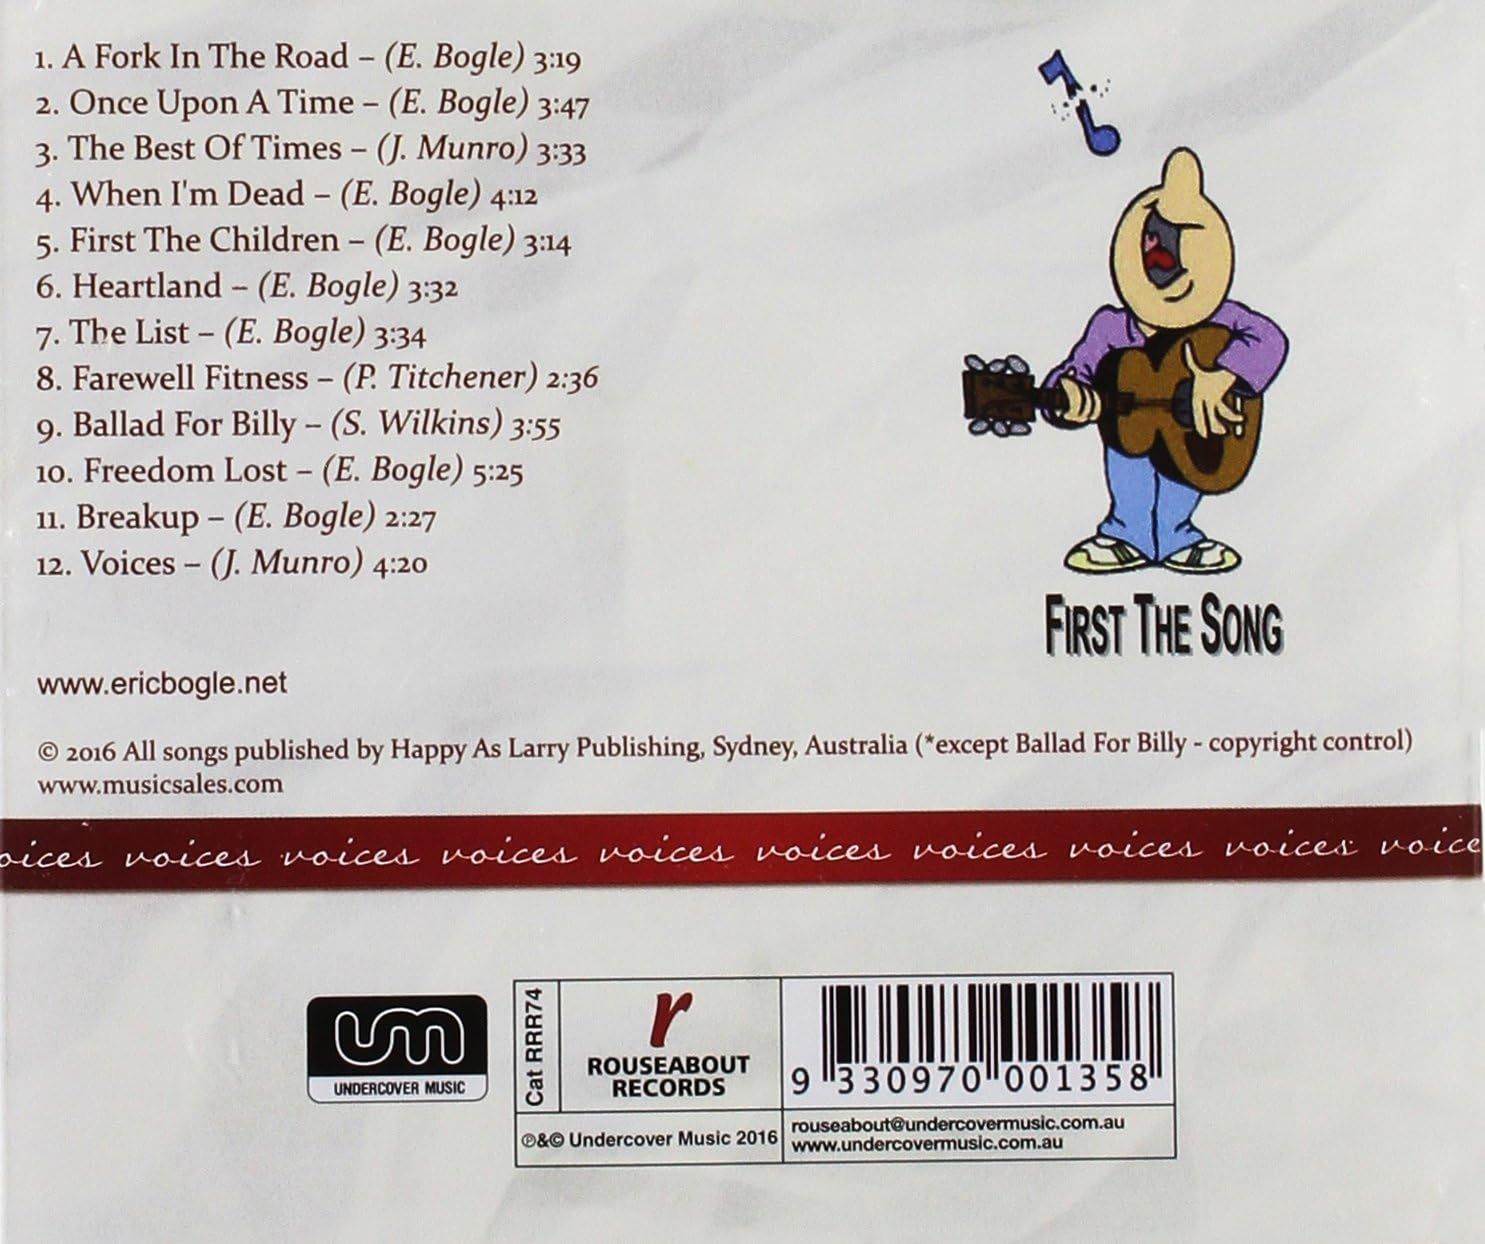 1. A Fork In The Road – (E. Bogle) 3:19
2. Once Upon A Time – (E. Bogle) 3:47
3. The Best Of Times – (J. Munro) 3:33
4. When I'm Dead – (E. Bogle) 4:12
5. First The Children – (E. Bogle) 3:14
6. Heartland – (E. Bogle) 3:32
7. The List – (E. Bogle) 3:34
8. Farewell Fitness – (P. Titchener) 2:36
9. Ballad For Billy – (S. Wilkins) 3:55
10. Freedom Lost – (E. Bogle) 5:25
11. Breakup – (E. Bogle) 2:27
12. Voices – (J. Munro) 4:20
FIRST THE SONG
www.ericbogle.net
© 2016 All songs published by Happy As Larry Publishing, Sydney, Australia (*except Ballad For Billy - copyright control)
www.musicsales.com
oices voices voices voices voices voices voices voices voices voice
um
UNDERCOVER MUSIC
Cat RRR74
r
ROUSEABOUT
RECORDS
9 330970 001358
℗&© Undercover Music 2016
rouseabout@undercovermusic.com.au
www.undercovermusic.com.au